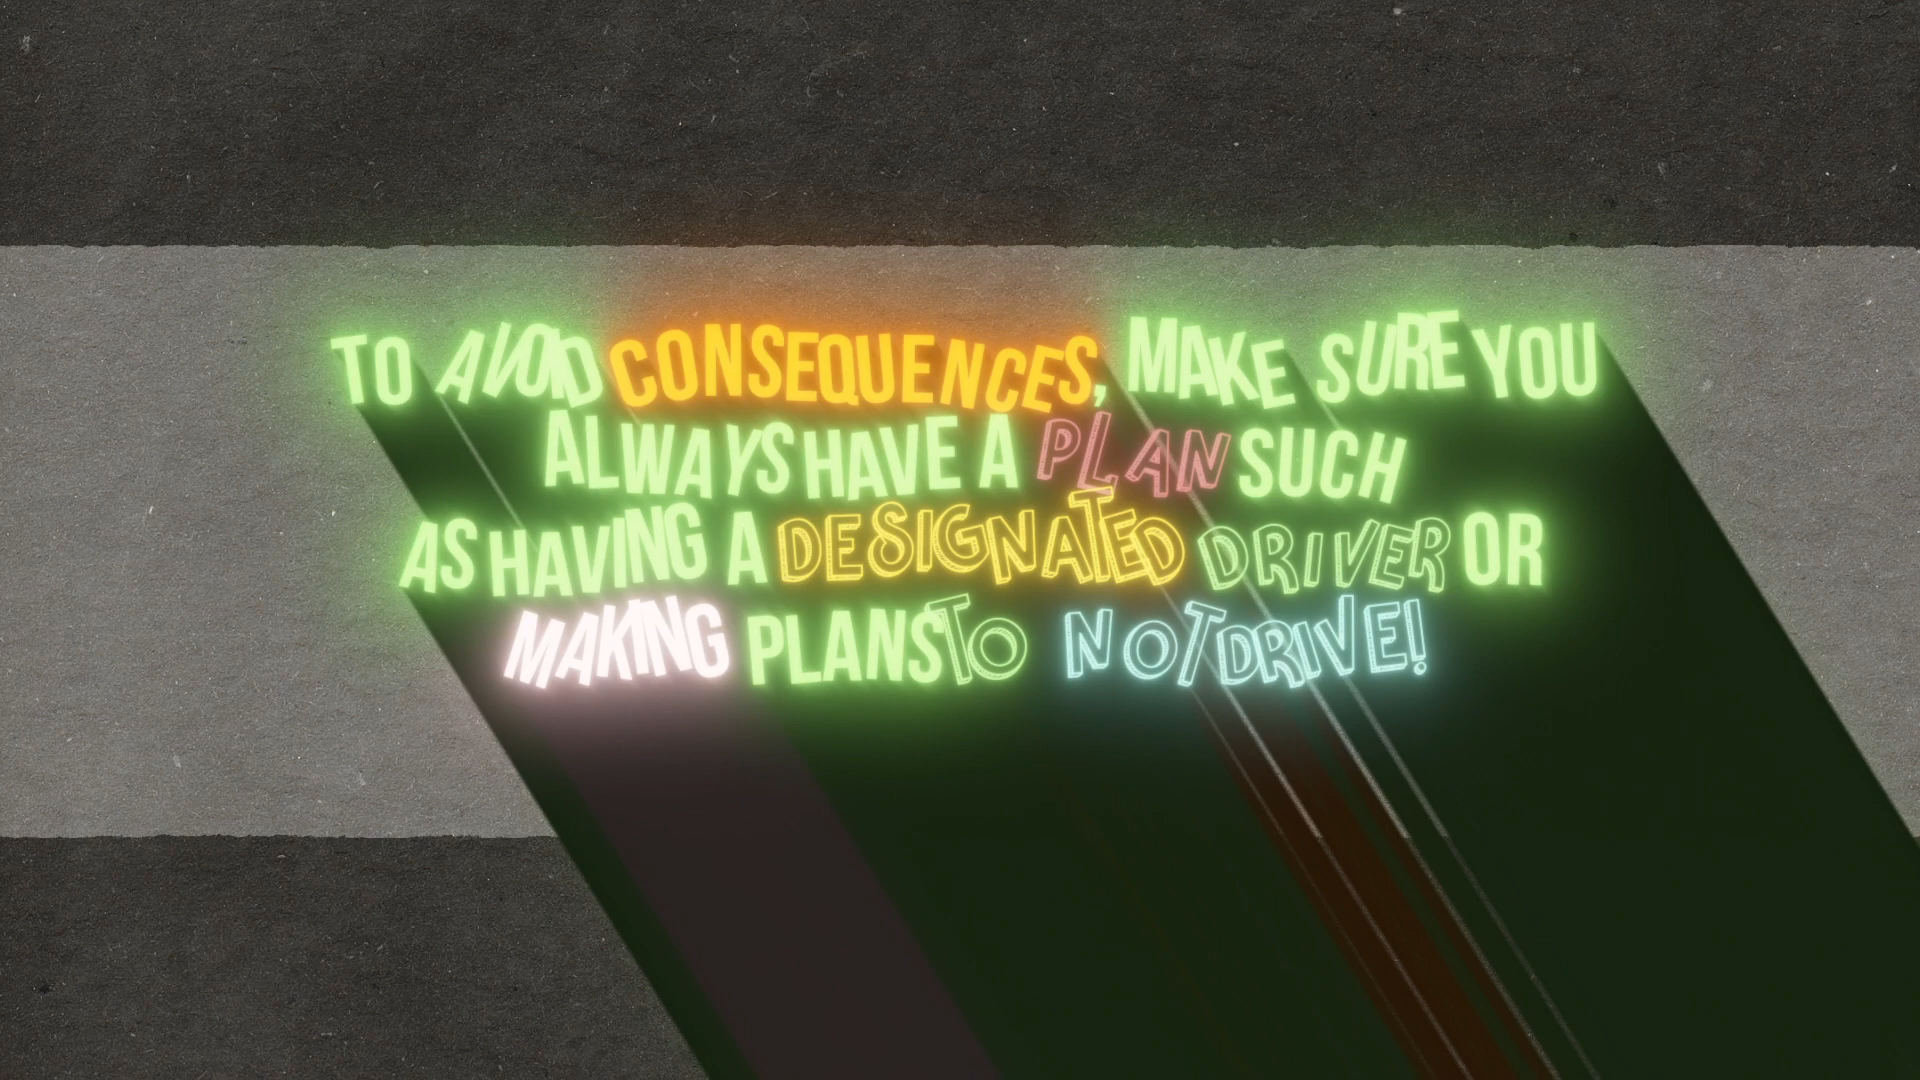 TO AVOID CONSEQUENCES, MAKE SURE YOU
ALWAYS HAVE A PLAN SUCH
AS HAVING A DESIGNATED DRIVER OR
MAKING PLANS TO NOT DRIVE!